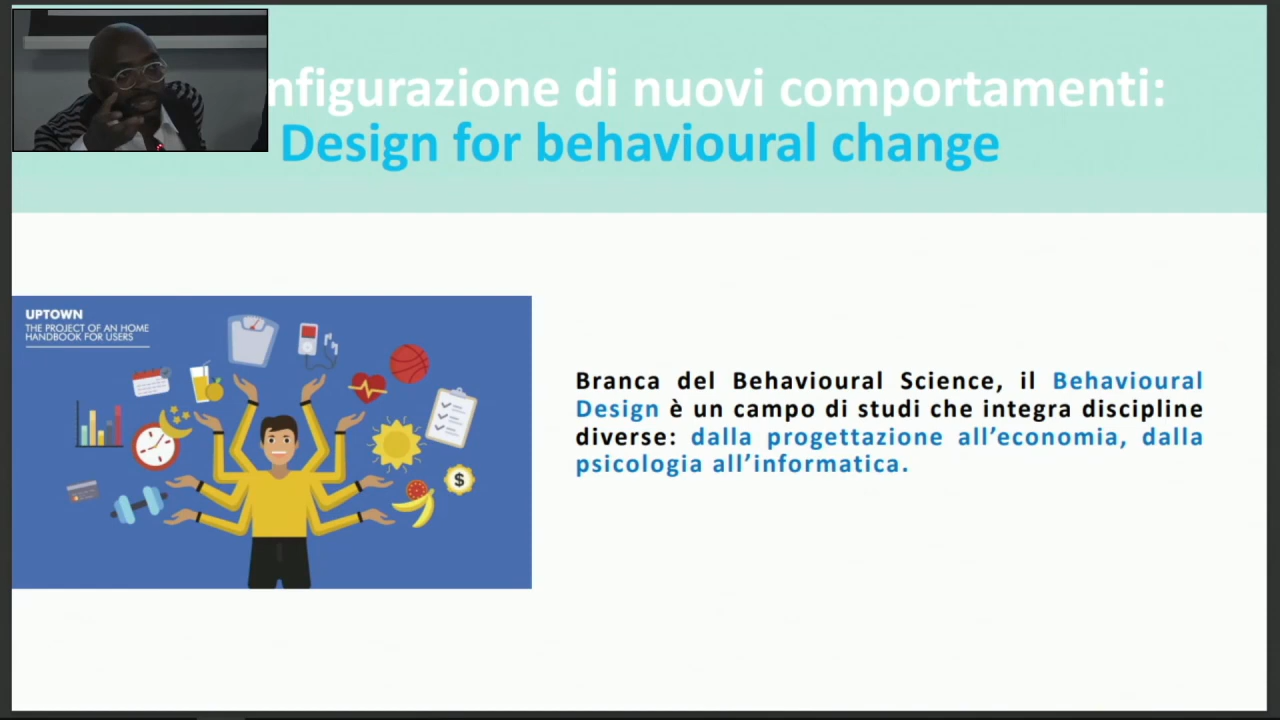 nfigurazione di nuovi comportamenti:
Design for behavioural change
UPTOWN
THE PROJECT OF AN HOME
HANDBOOK FOR USERS
Branca del Behavioural Science, il Behavioural
Design è un campo di studi che integra discipline
diverse: dalla progettazione all’economia, dalla
psicologia all’informatica.
$